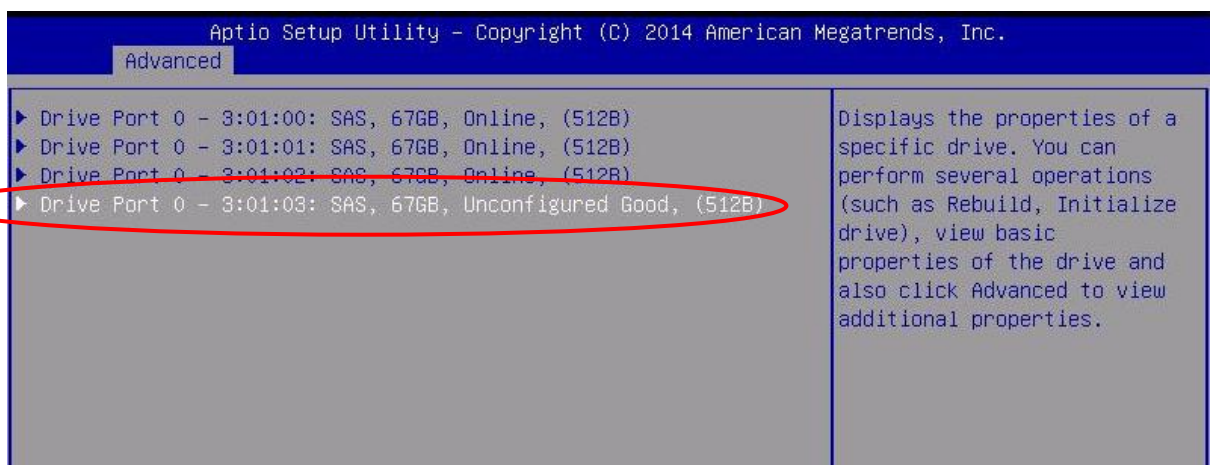 Aptio Setup Utility – Copyright (C) 2014 American Megatrends, Inc.
Advanced
▶ Drive Port 0 – 3:01:00: SAS, 67GB, Online, (512B)
▶ Drive Port 0 – 3:01:01: SAS, 67GB, Online, (512B)
▶ Drive Port 0 – 3:01:02: SAS, 67GB, Online, (512B)
▶ Drive Port 0 – 3:01:03: SAS, 67GB, Unconfigured Good, (512B)
Displays the properties of a
specific drive. You can
perform several operations
(such as Rebuild, Initialize
drive), view basic
properties of the drive and
also click Advanced to view
additional properties.